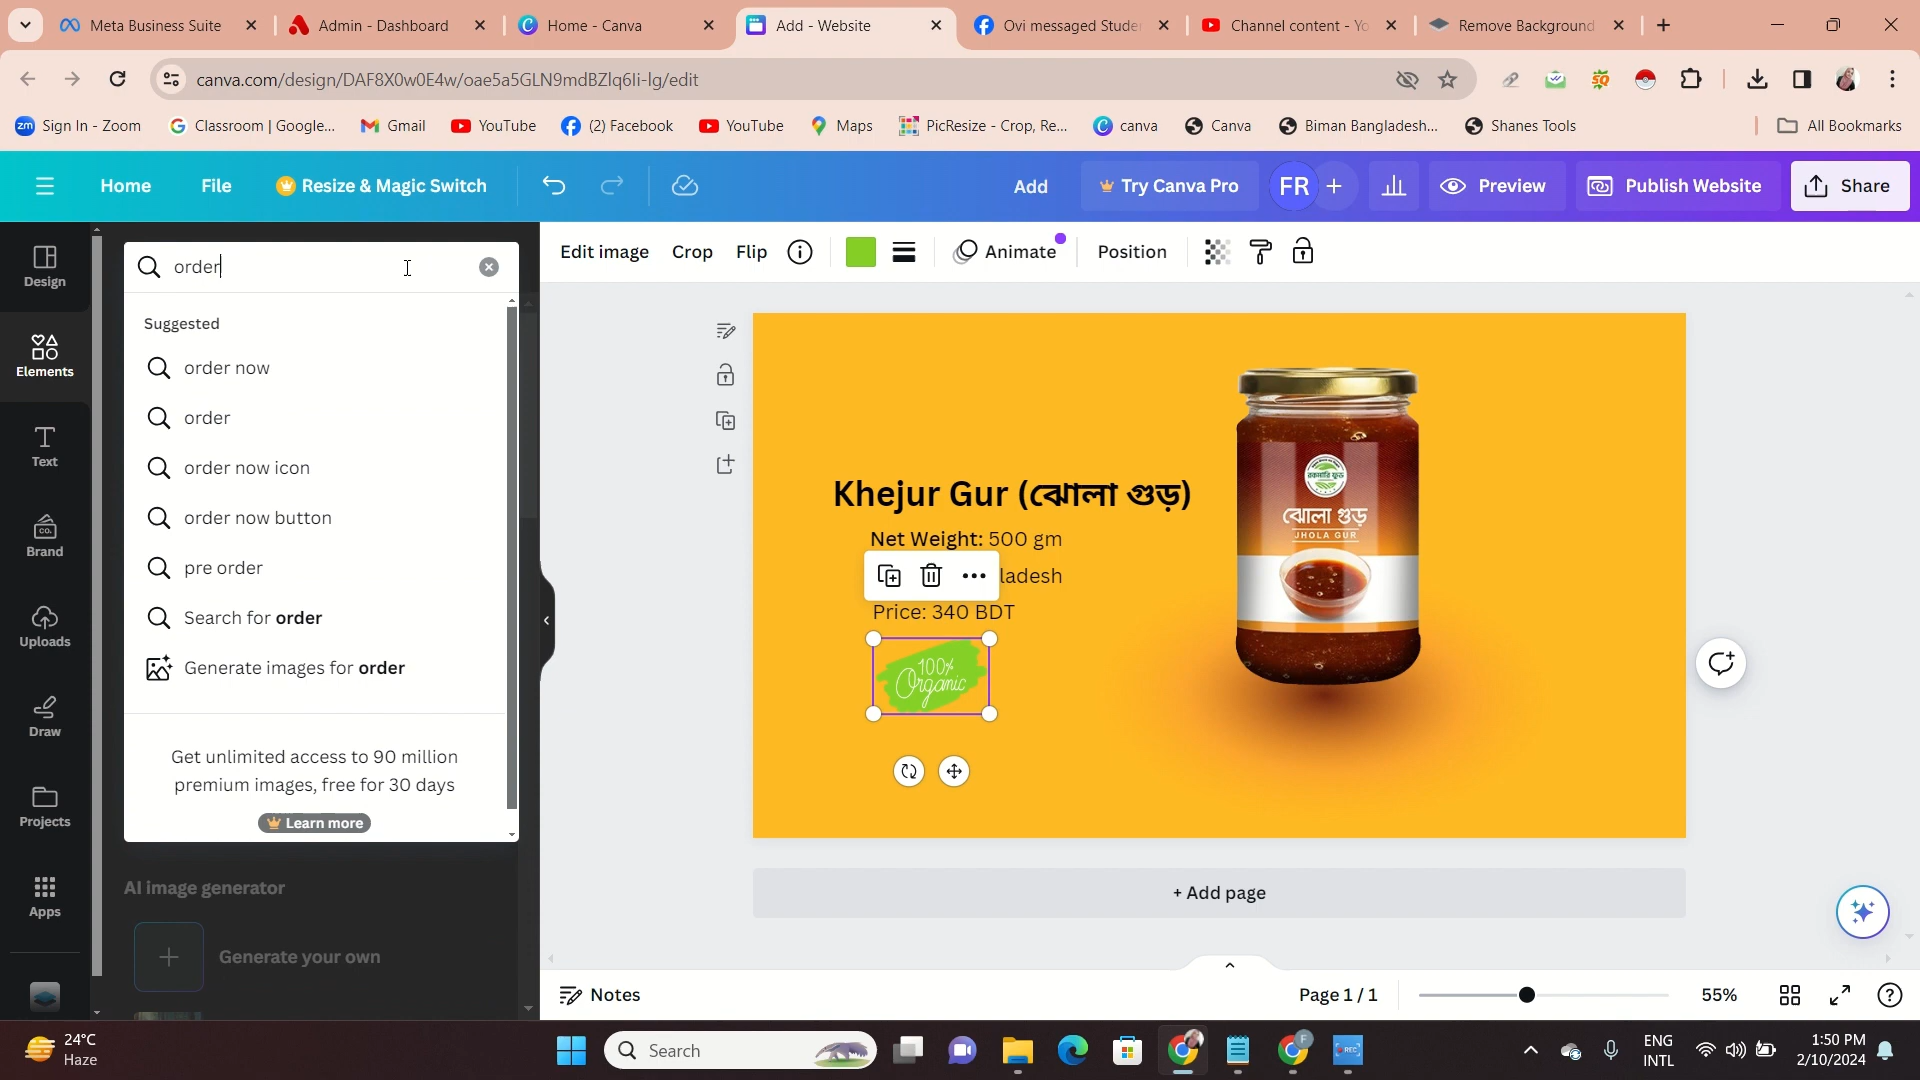 Meta Business Suite
Admin - Dashboard
Home - Canva
Add - Website
Ovi messaged Stude
Channel content - Yo
Remove Background
canva.com/design/DAF8X0w0E4w/oae5a5GLN9mdBZlq6Ii-lg/edit
Sign In - Zoom
Classroom | Google...
Gmail
YouTube
(2) Facebook
YouTube
Maps
PicResize - Crop, Re...
canva
Canva
Biman Bangladesh...
Shanes Tools
All Bookmarks
Home
File
Resize & Magic Switch
Add
Try Canva Pro
FR
Preview
Publish Website
Share
Design
Elements
Text
Brand
Uploads
Draw
Projects
Apps
order
Suggested
order now
order
order now icon
order now button
pre order
Search for order
Generate images for order
Get unlimited access to 90 million
premium images, free for 30 days
Learn more
AI image generator
Generate your own
Edit image
Crop
Flip
Animate
Position
Khejur Gur (ঝোলা গুড়)
Net Weight: 500 gm
ladesh
Price: 340 BDT
100%
Organic
রকমারি ফুড
ঝোলা গুড়
JHOLA GUR
+ Add page
Notes
Page 1 / 1
55%
24°C
Haze
Search
ENG
INTL
1:50 PM
2/10/2024